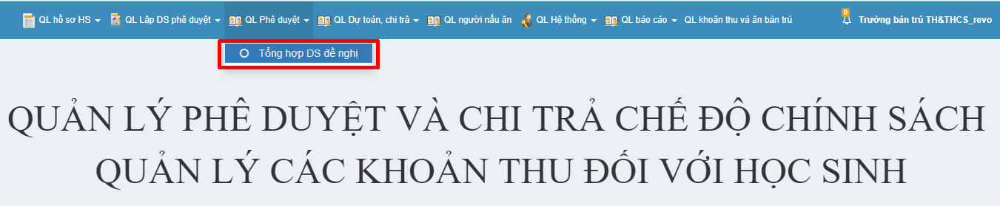 QL hồ sơ HS QL Lập DS phê duyệt QL Phê duyệt QL Dự toán, chi trả QL người nấu ăn QL Hệ thống QL báo cáo QL khoản thu và ăn bán trú 0 Trường bán trú TH&THCS_revo
Tổng hợp DS đề nghị
QUẢN LÝ PHÊ DUYỆT VÀ CHI TRẢ CHẾ ĐỘ CHÍNH SÁCH
QUẢN LÝ CÁC KHOẢN THU ĐỐI VỚI HỌC SINH